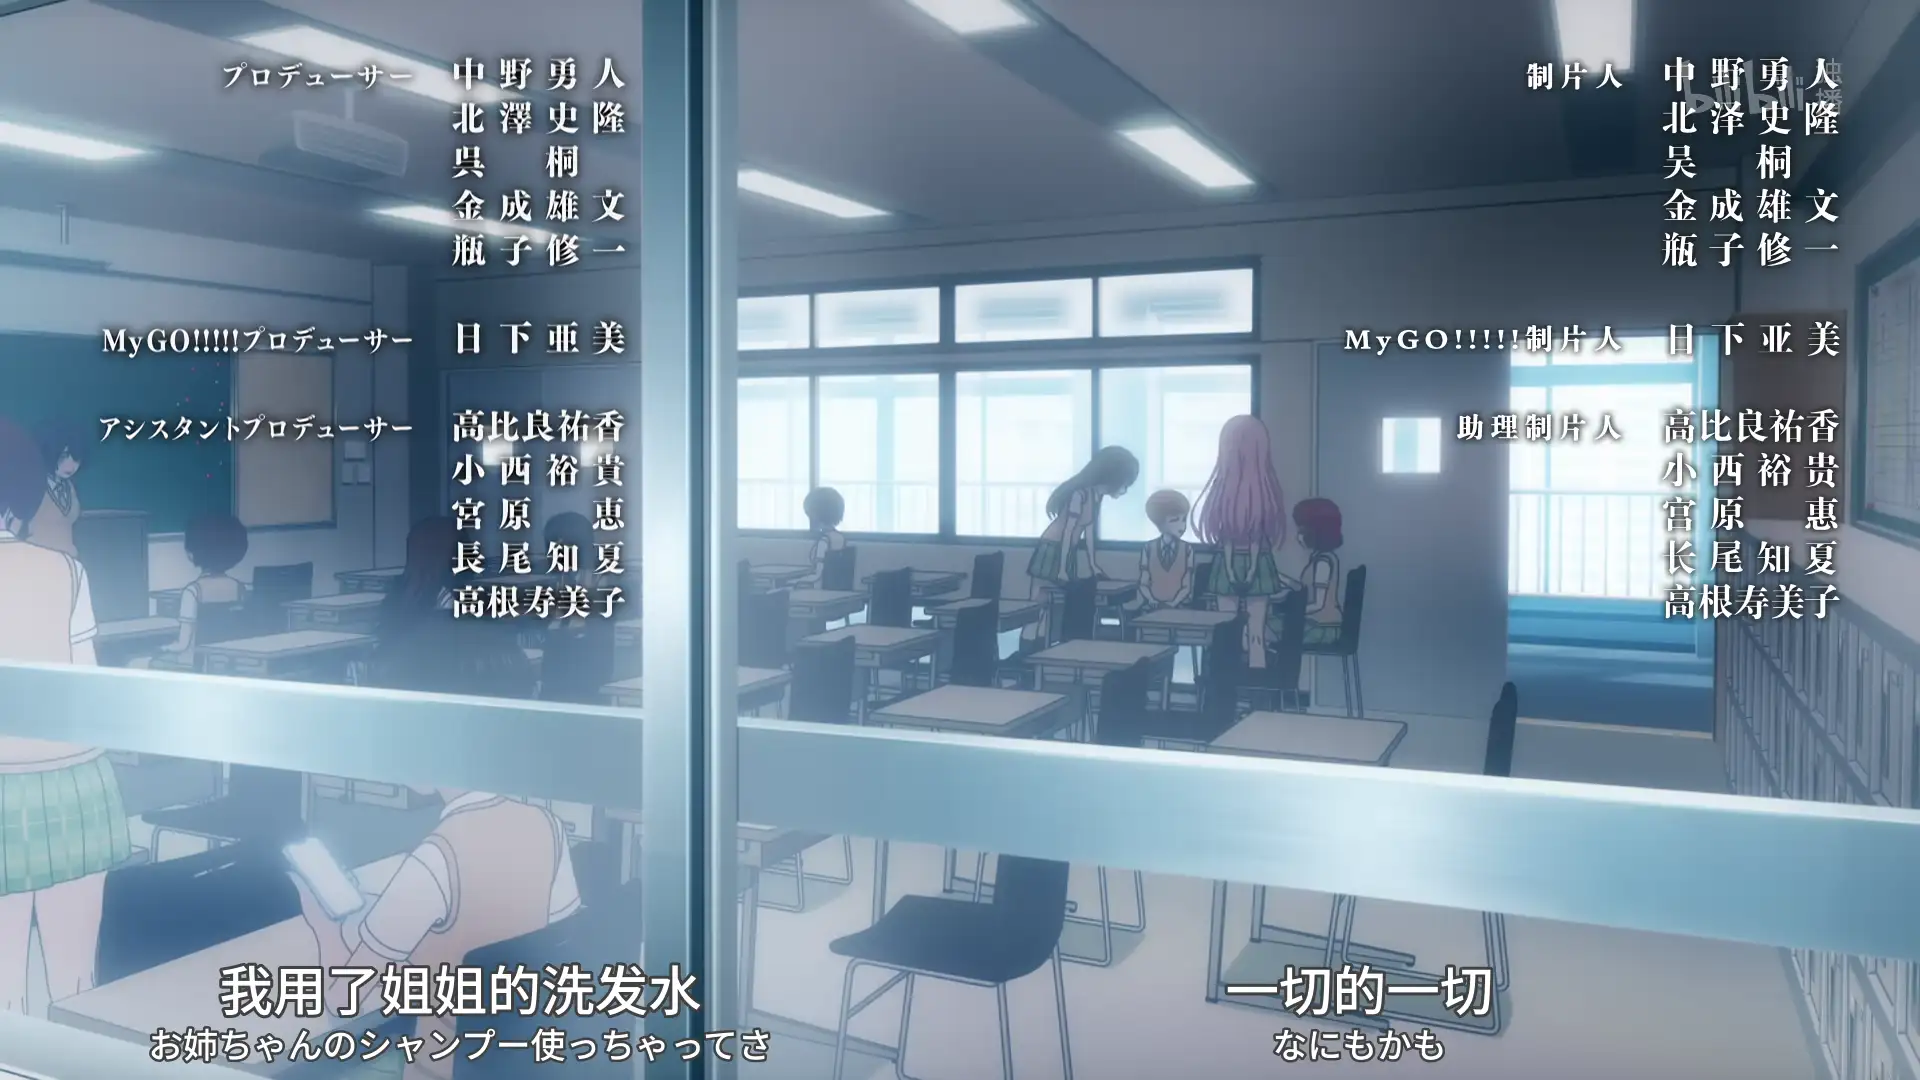 プロデューサー 中野勇人
北澤史隆
呉桐
金成雄文
瓶子修一
MyGO!!!!!プロデューサー 日下亜美
アシスタントプロデューサー 高比良祐香
小西裕貴
宮原恵
長尾知夏
高根寿美子
制片人 中野勇人
北泽史隆
吴桐
金成雄文
瓶子修一
MyGO!!!!!制片人 日下亚美
助理制片人 高比良祐香
小西裕贵
宫原惠
长尾知夏
高根寿美子
bilibili 独播
我用了姐姐的洗发水
お姉ちゃんのシャンプー使っちゃってさ
一切的一切
なにもかも